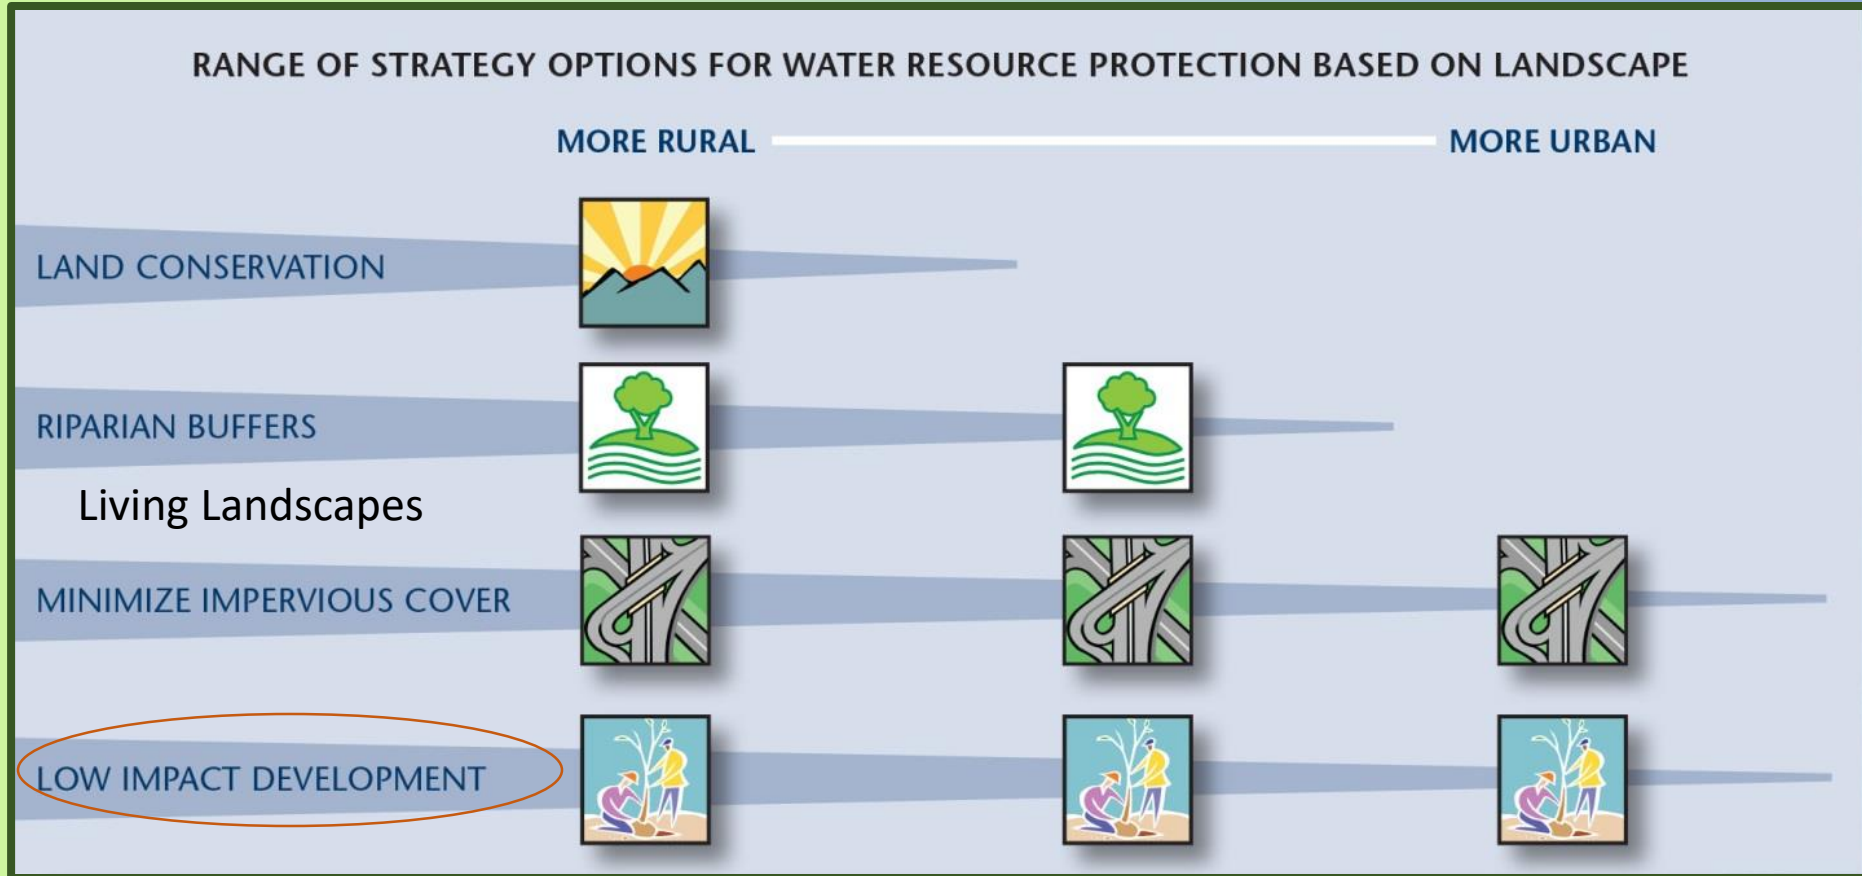 RANGE OF STRATEGY OPTIONS FOR WATER RESOURCE PROTECTION BASED ON LANDSCAPE
MORE RURAL MORE URBAN
LAND CONSERVATION
RIPARIAN BUFFERS
Living Landscapes
MINIMIZE IMPERVIOUS COVER
LOW IMPACT DEVELOPMENT